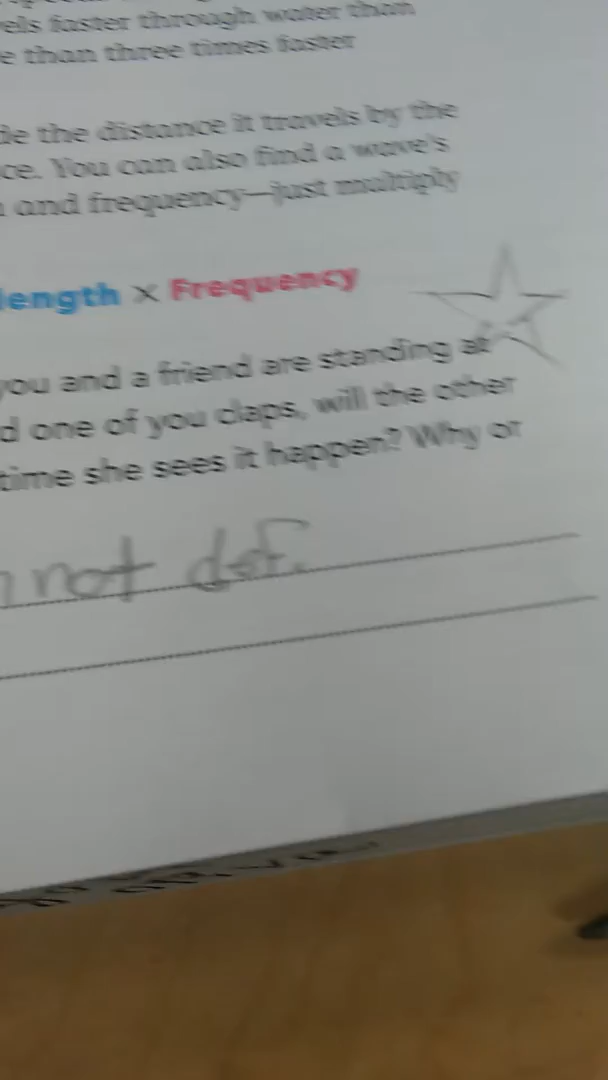 els faster through water than
e than three times faster
de the distance it travels by the
ce. You can also find a wave's
and frequency—just multiply
length × Frequency
you and a friend are standing at
d one of you claps, will the other
time she sees it happen? Why or
not